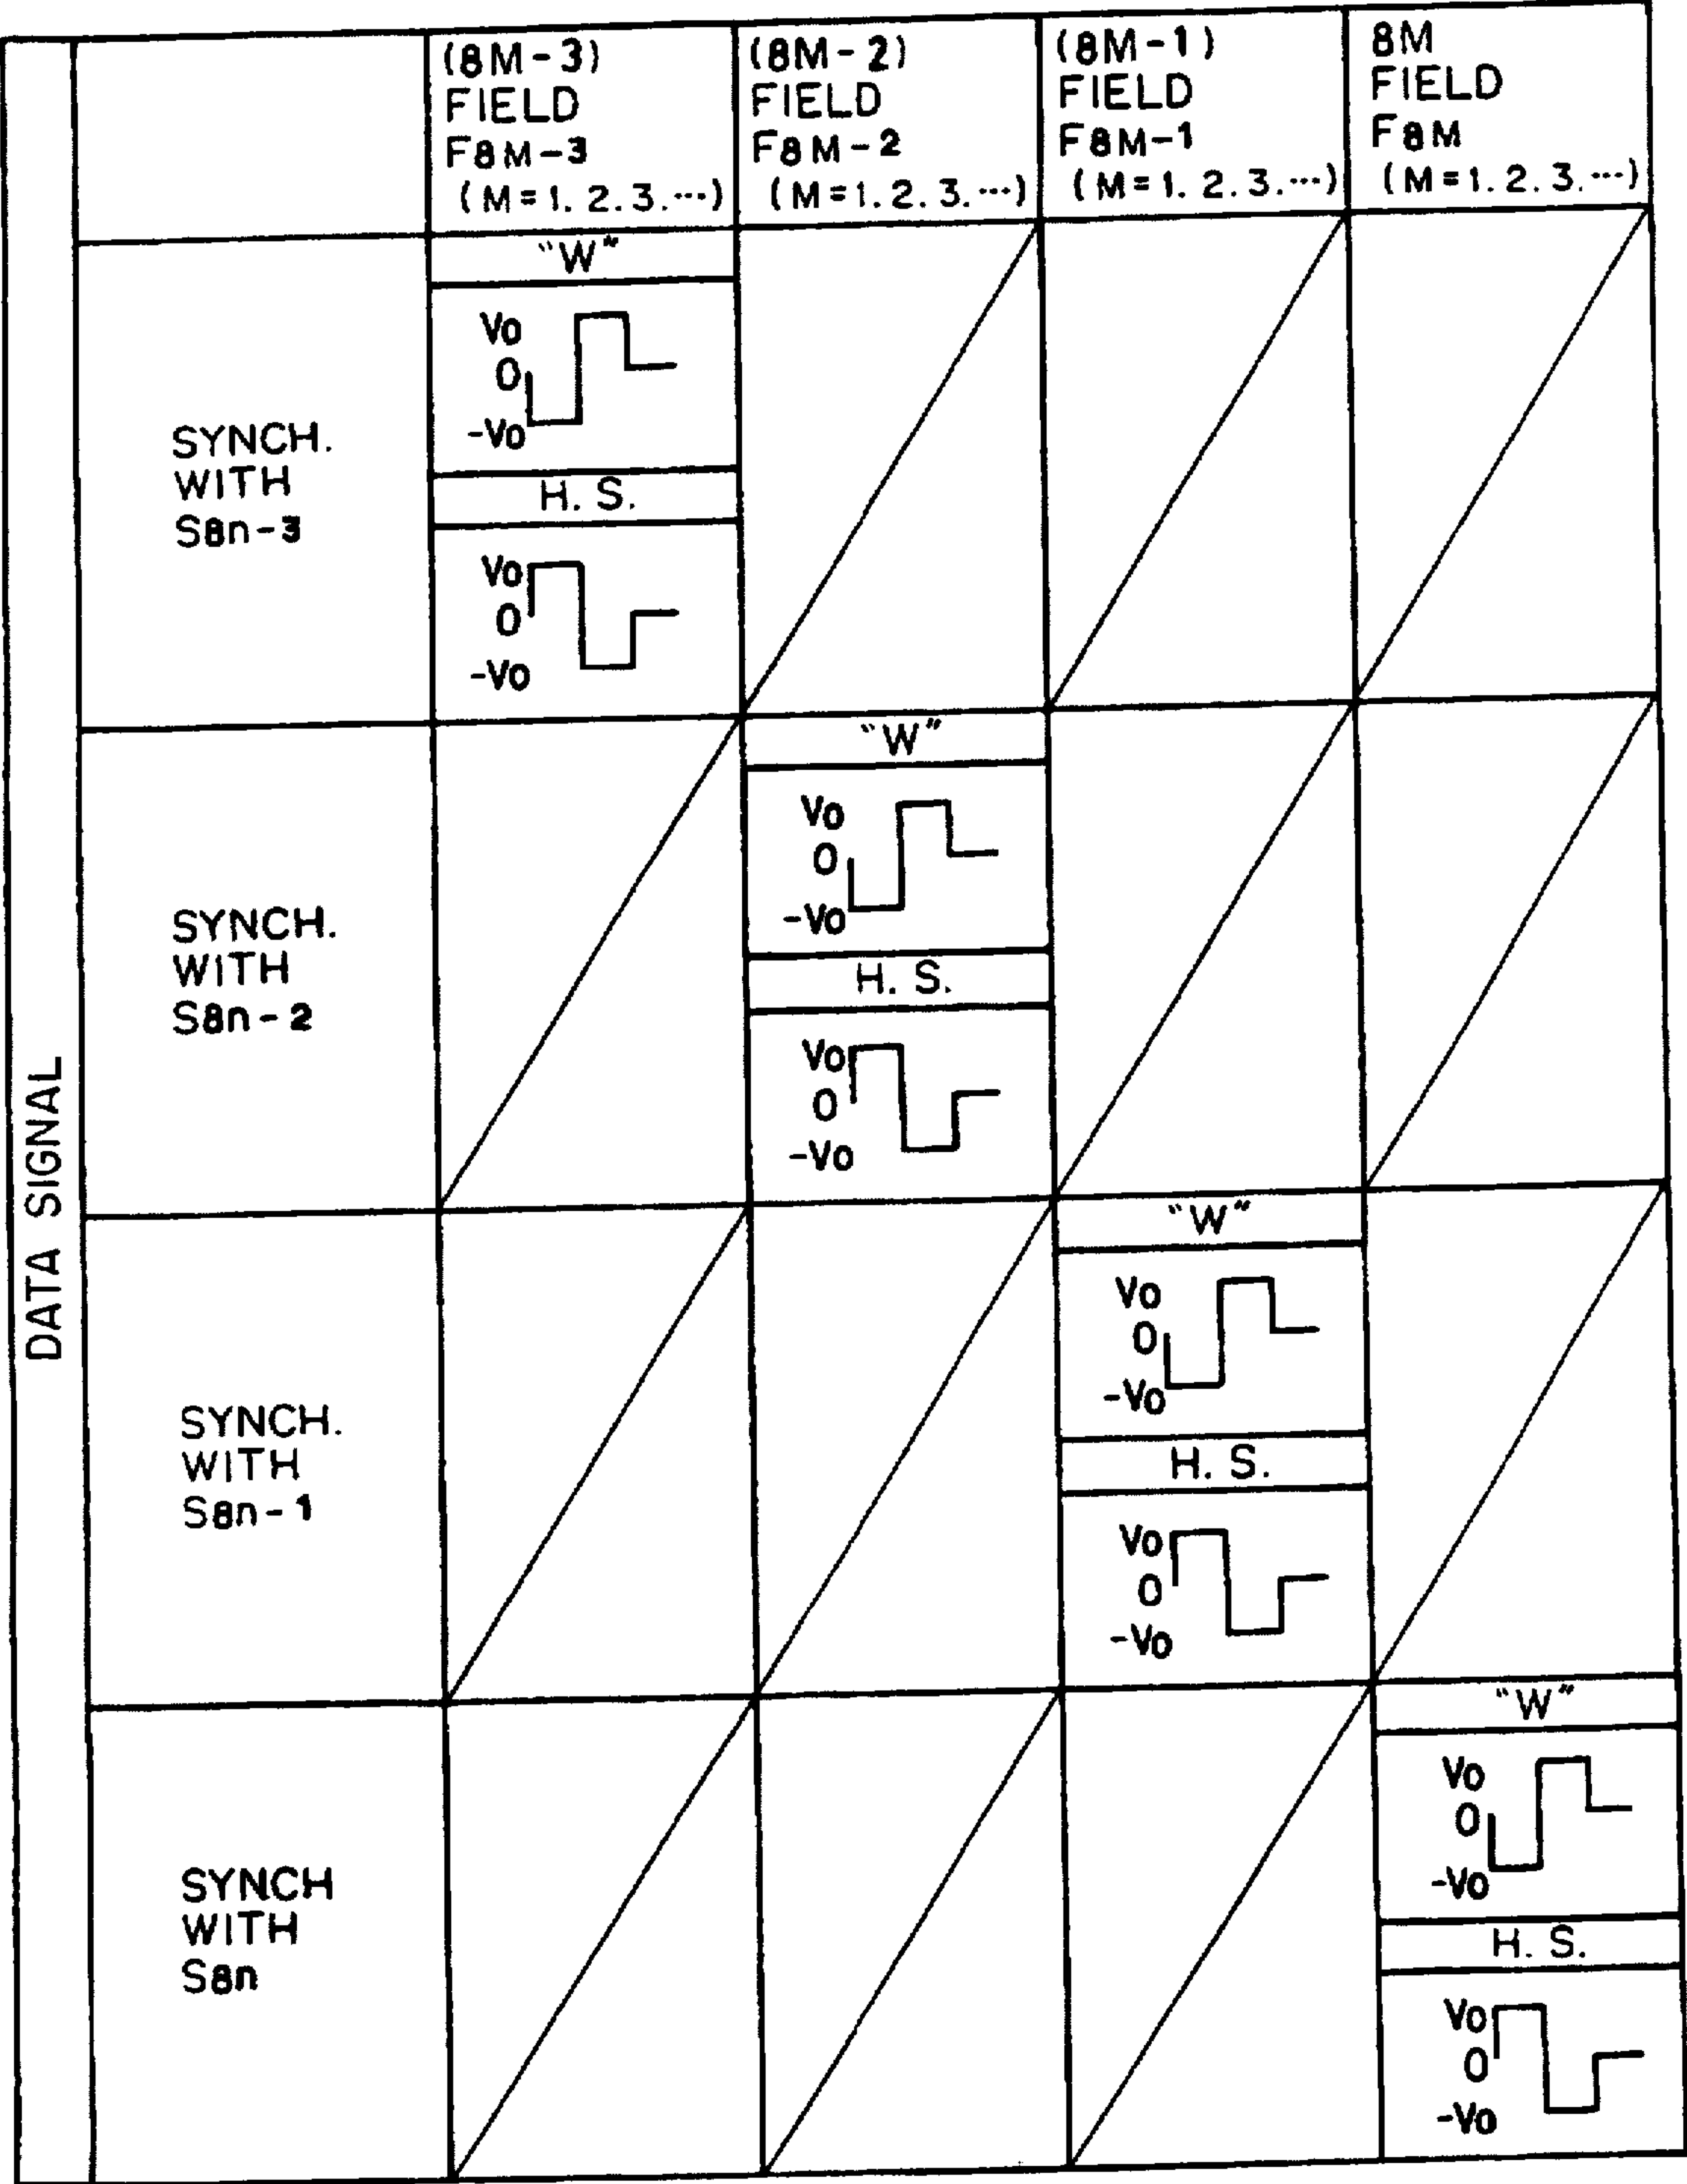 (8M-3)
FIELD
F8M-3
(M=1.2.3.…)
(8M-2)
FIELD
F8M-2
(M=1.2.3.…)
(8M-1)
FIELD
F8M-1
(M=1.2.3.…)
8M
FIELD
F8M
(M=1.2.3.…)
DATA SIGNAL
SYNCH.
WITH
S8n-3
"W"
Vo
0
-Vo
H. S.
Vo
0
-Vo
SYNCH.
WITH
S8n-2
"W"
Vo
0
-Vo
H. S.
Vo
0
-Vo
SYNCH.
WITH
S8n-1
"W"
Vo
0
-Vo
H. S.
Vo
0
-Vo
SYNCH
WITH
S8n
"W"
Vo
0
-Vo
H. S.
Vo
0
-Vo